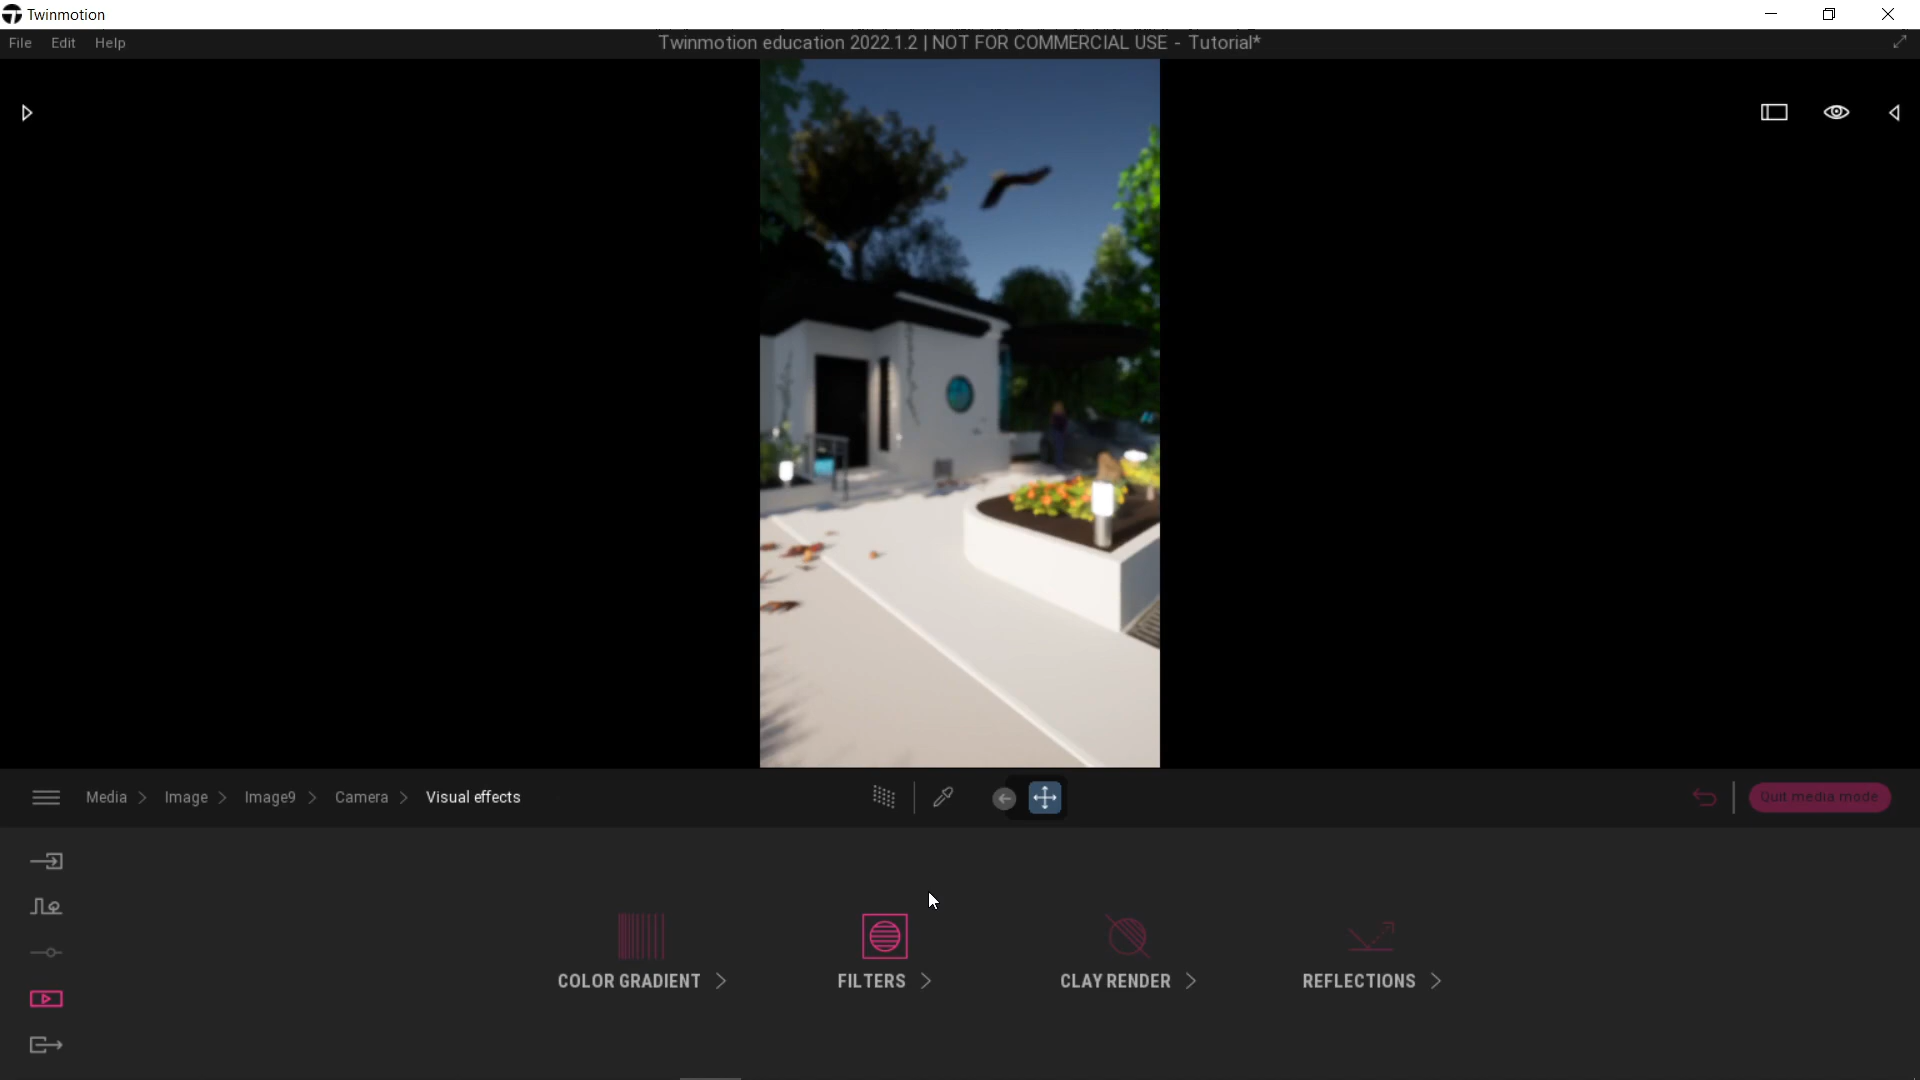 Twinmotion
File Edit Help
Twinmotion education 2022.1.2 | NOT FOR COMMERCIAL USE - Tutorial*
Media > Image > Image9 > Camera > Visual effects
Quit media mode
COLOR GRADIENT >
FILTERS >
CLAY RENDER >
REFLECTIONS >